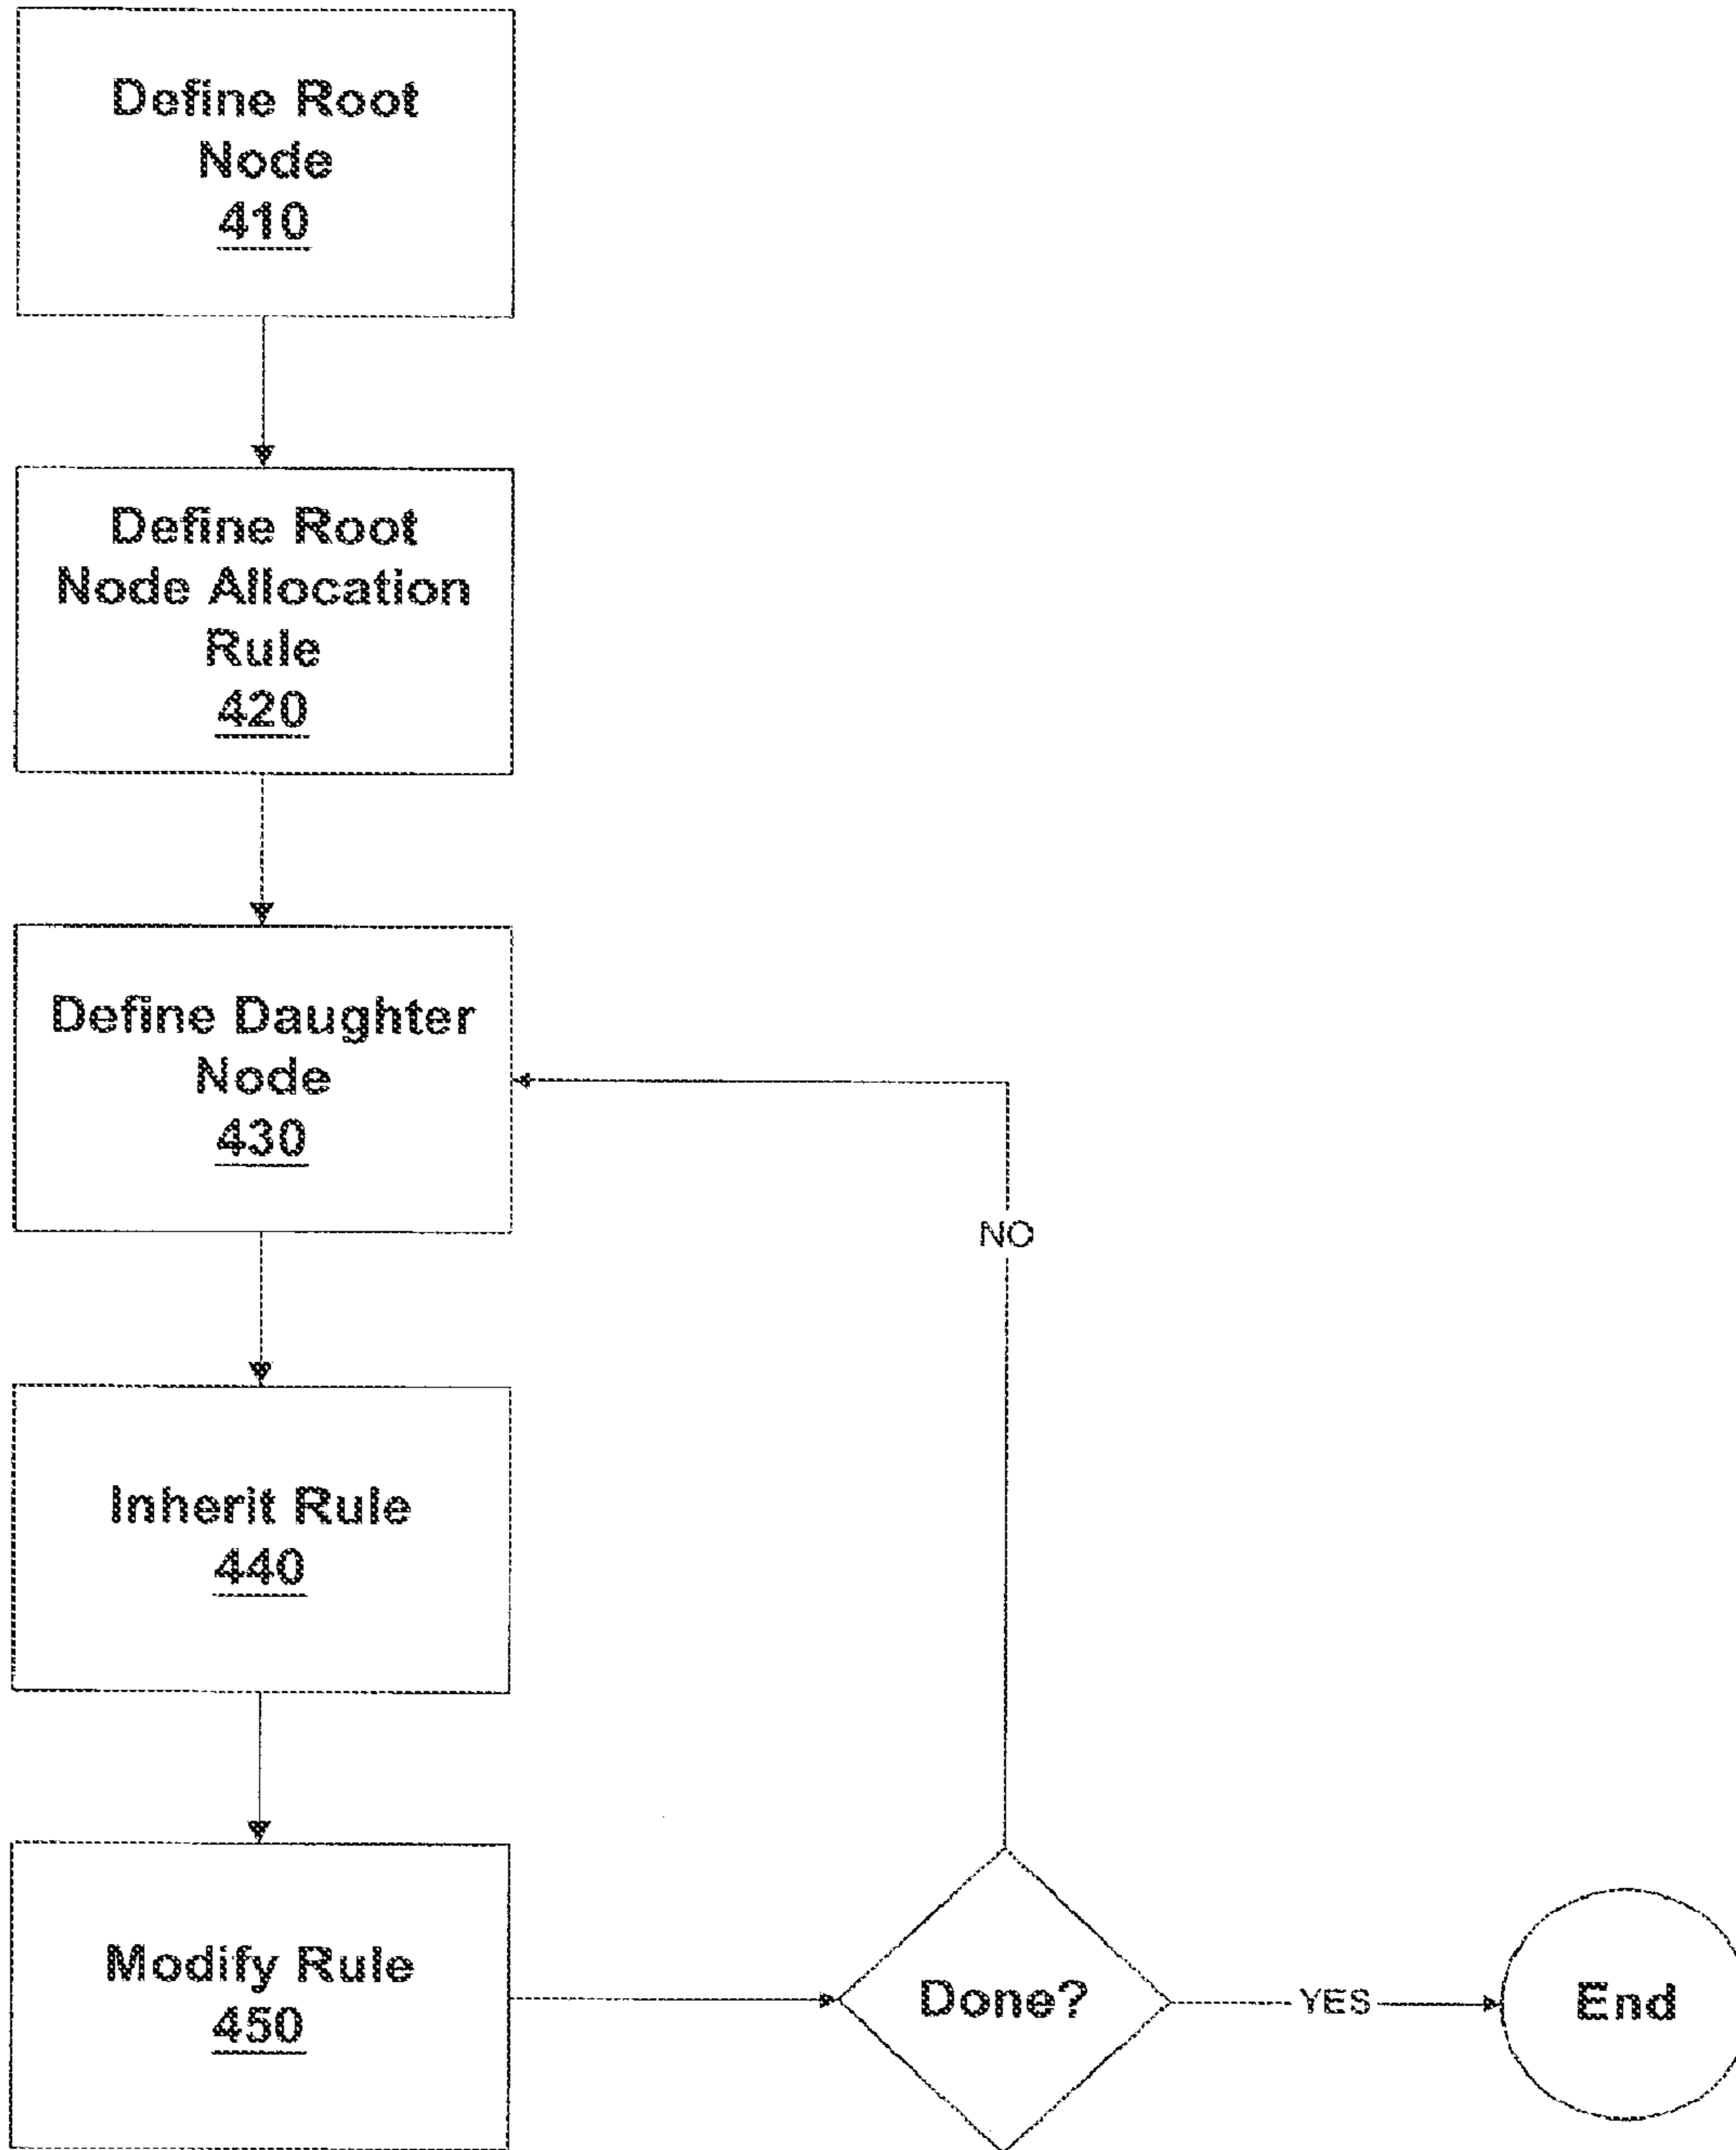 Define Root
Node
410
Define Root
Node Allocation
Rule
420
Define Daughter
Node
430
NO
Inherit Rule
440
Modify Rule
450
Done?
YES
End